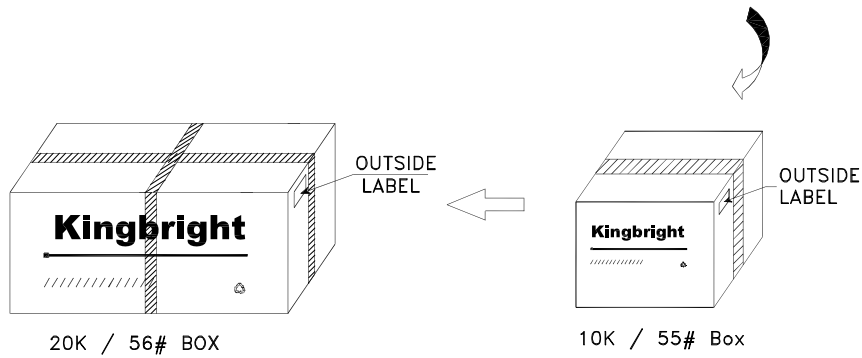 Kingbright
OUTSIDE
LABEL
20K / 56# BOX
Kingbright
OUTSIDE
LABEL
10K / 55# Box